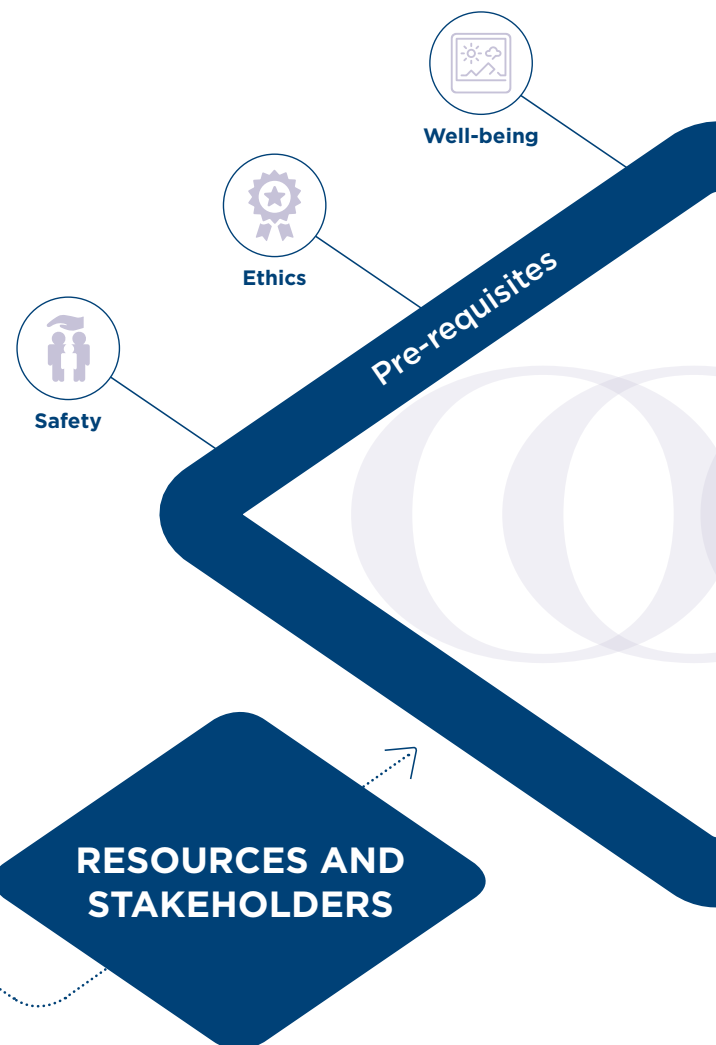 Well-being
Ethics
Pre-requisites
Safety
RESOURCES AND
STAKEHOLDERS